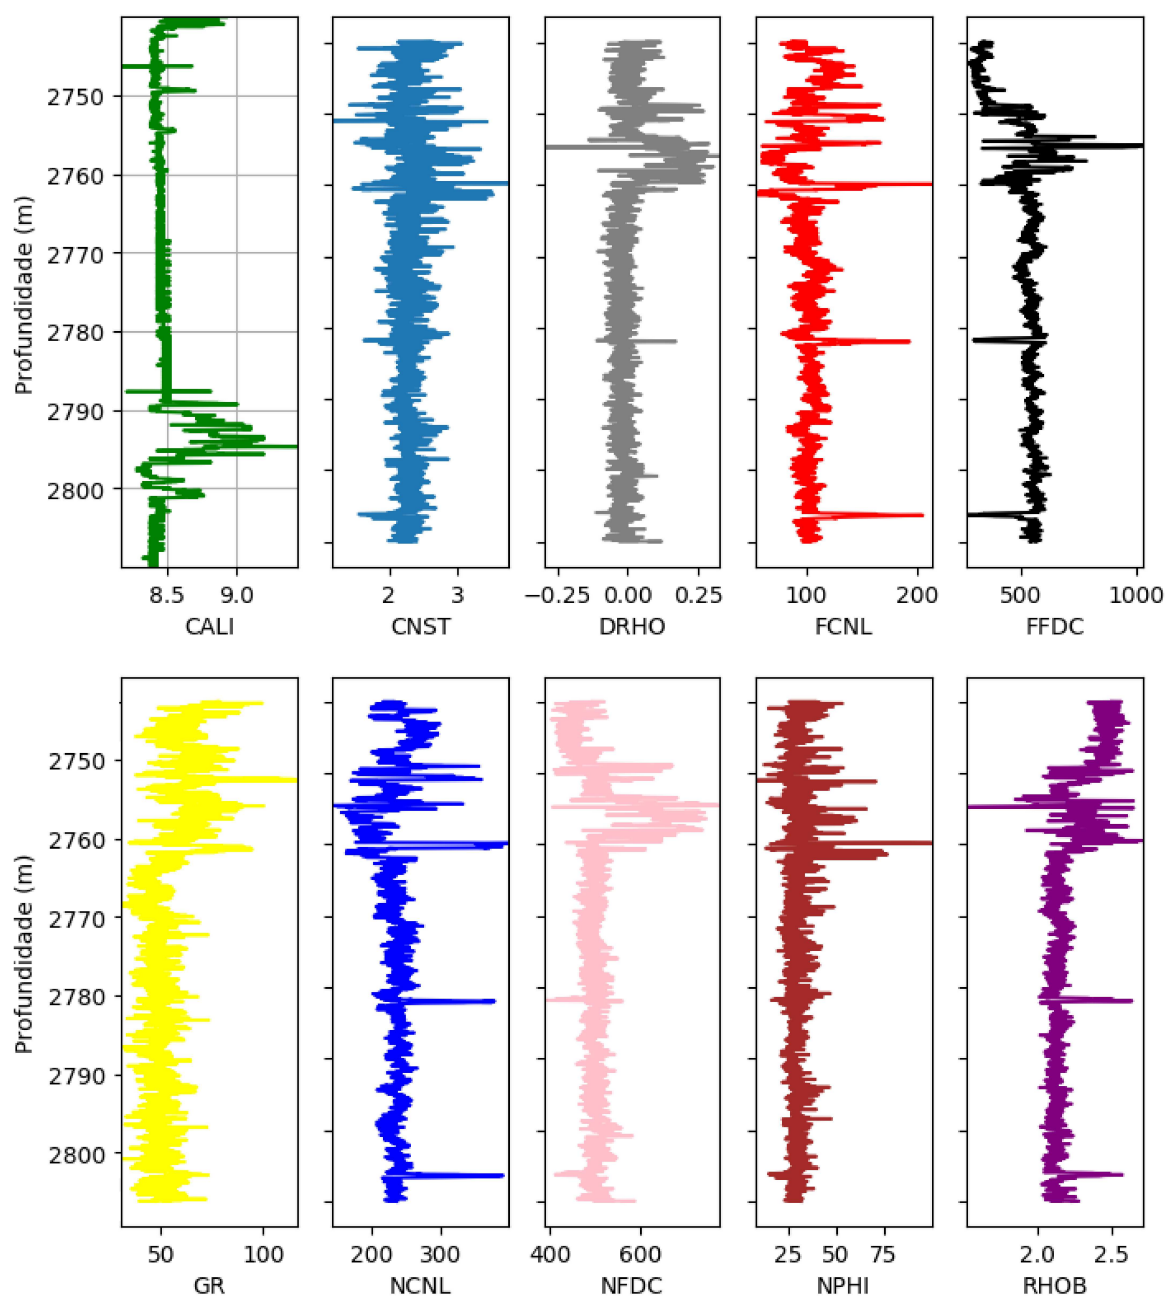 Profundidade (m)
2750
2760
2770
2780
2790
2800
8.5 9.0
2 3
−0.25 0.00 0.25
100 200
500 1000
CALI
CNST
DRHO
FCNL
FFDC
Profundidade (m)
2750
2760
2770
2780
2790
2800
50 100
200 300
400 600
25 50 75
2.0 2.5
GR
NCNL
NFDC
NPHI
RHOB